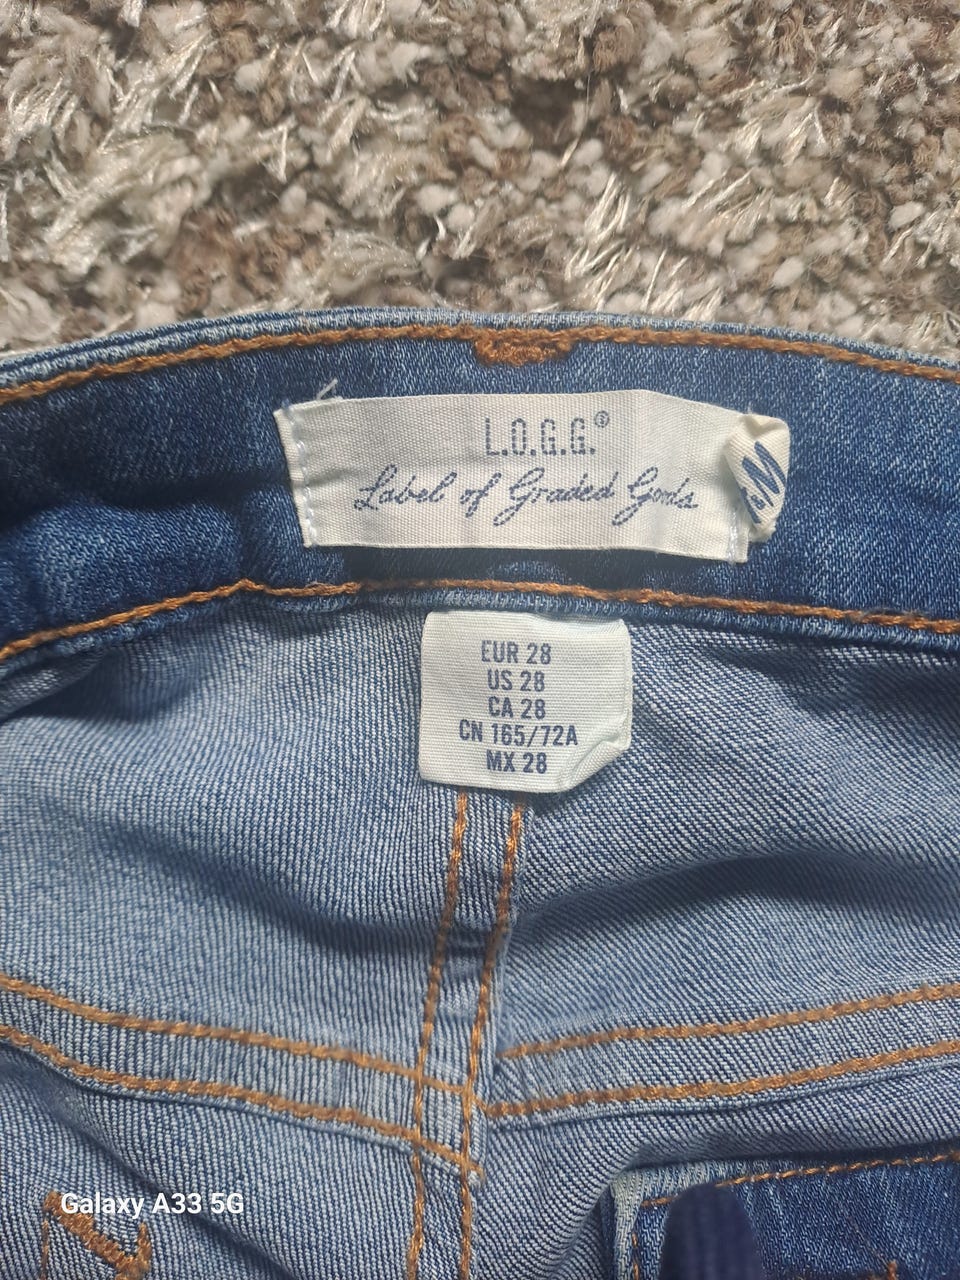 L.O.G.G.®
Label of Graded Goods
EUR 28
US 28
CA 28
CN 165/72A
MX 28
Galaxy A33 5G